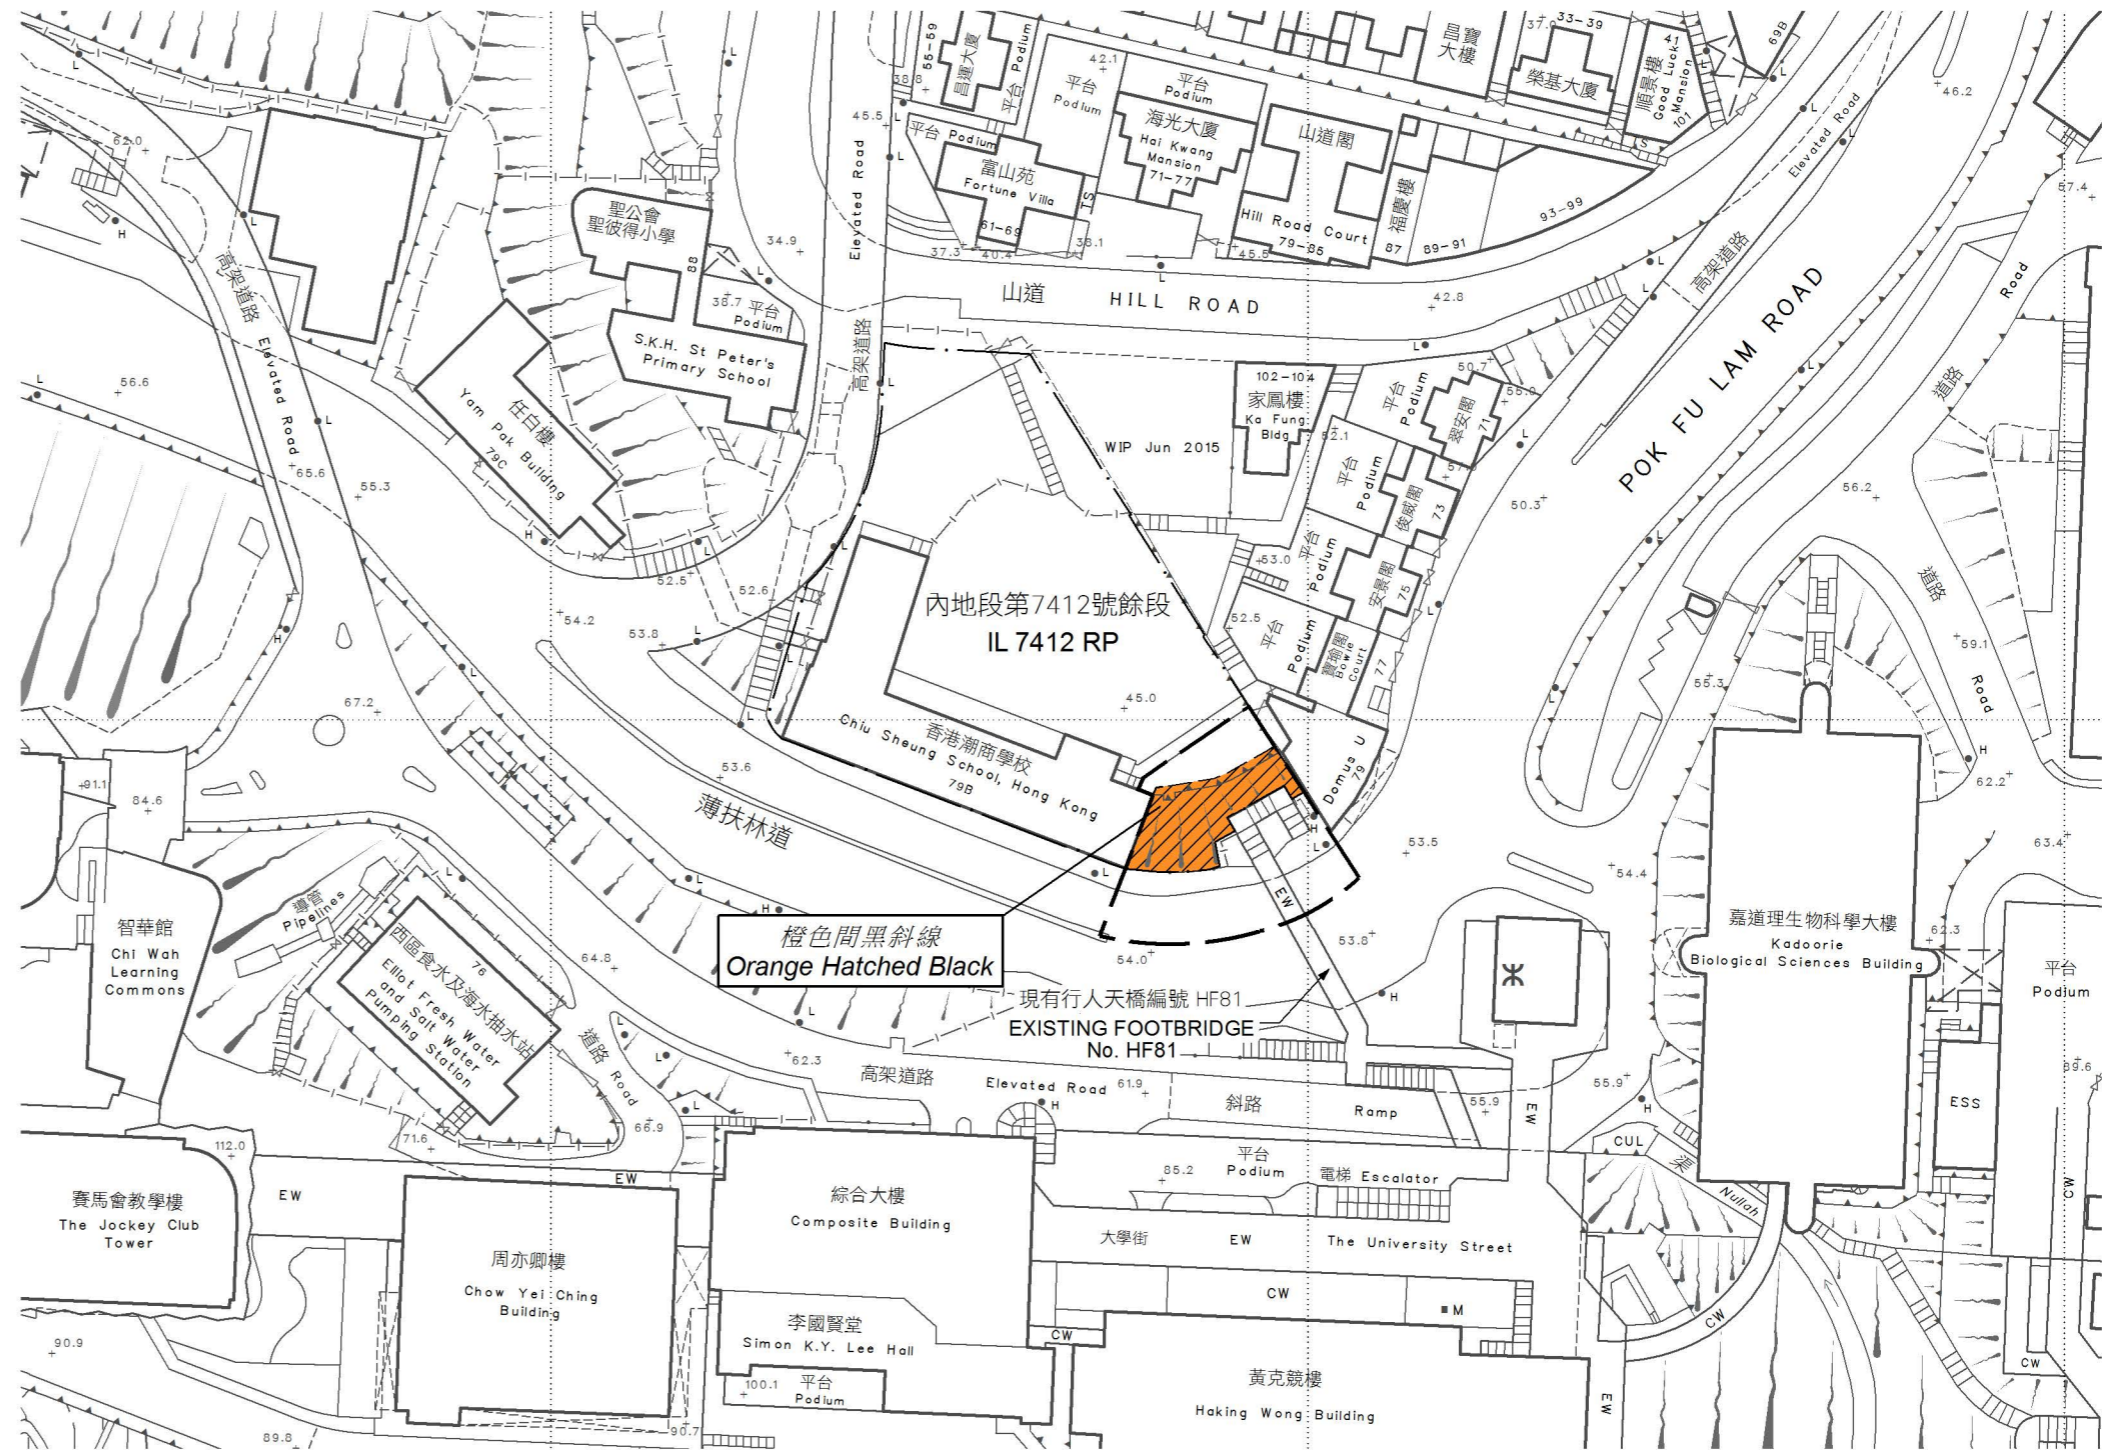 55-59
昌運大廈
平台 Podium
38.8
45.5
平台 Podium
富山苑
Fortune Villa
61-69
42.1
平台
Podium
平台
Podium
海光大廈
Hai Kwang
Mansion
71-77
TS
37.3
40.4
38.1
45.5
山道閣
Hill Road Court
79-85
福慶樓
87
89-91
93-99
昌寶
大樓
37.0
33-39
榮基大廈
順景樓
41
Good Luck
Mansion
101
69B
S
46.2
Elevated Road
高架道路
57.4
62.0
H
L
高架道路
Elevated Road
聖公會
聖彼得小學
88
34.9
38.7
平台
Podium
S.K.H. St Peter's
Primary School
Elevated Road
高架道路
山道
HILL ROAD
42.8
POK FU LAM ROAD
Road
道路
56.6
任白樓
Yam Pak Building
79C
65.6
55.3
WIP Jun 2015
102-104
家鳳樓
Ka Fung
Bldg
52.1
平台
Podium
50.7
翠安閣
71
55.2
平台
Podium
俊威閣
73
50.3
56.2
53.0
平台
Podium
安景閣
75
52.5
平台
Podium
寶瑜閣
Bowie
Court
77
道路
59.1
Road
55.3
52.5
52.6
54.2
53.8
內地段第7412號餘段
IL 7412 RP
45.0
67.2
香港潮商學校
Chiu Sheung School, Hong Kong
79B
53.6
薄扶林道
Domus U
79
53.5
54.4
62.2
63.4
91.1
84.6
導管
Pipelines
智華館
Chi Wah
Learning
Commons
西區食水及海水抽水站
76
Elliot Fresh Water
and Salt Water
Pumping Station
64.8
橙色間黑斜線
Orange Hatched Black
54.0
EW
53.8
現有行人天橋編號 HF81
EXISTING FOOTBRIDGE
No. HF81
嘉道理生物科學大樓
Kadoorie
Biological Sciences Building
62.3
平台
Podium
道路
Road
62.3
高架道路
Elevated Road
61.9
斜路
Ramp
55.9
EW
55.9
ESS
89.6
CUL
渠
Nullah
CW
112.0
71.6
66.9
EW
EW
85.2
平台
Podium
電梯 Escalator
賽馬會教學樓
The Jockey Club
Tower
周亦卿樓
Chow Yei Ching
Building
綜合大樓
Composite Building
大學街
EW
The University Street
CW
M
CW
李國賢堂
Simon K.Y. Lee Hall
CW
黃克競樓
Haking Wong Building
EW
CW
90.9
100.1
平台
Podium
90.7
89.8